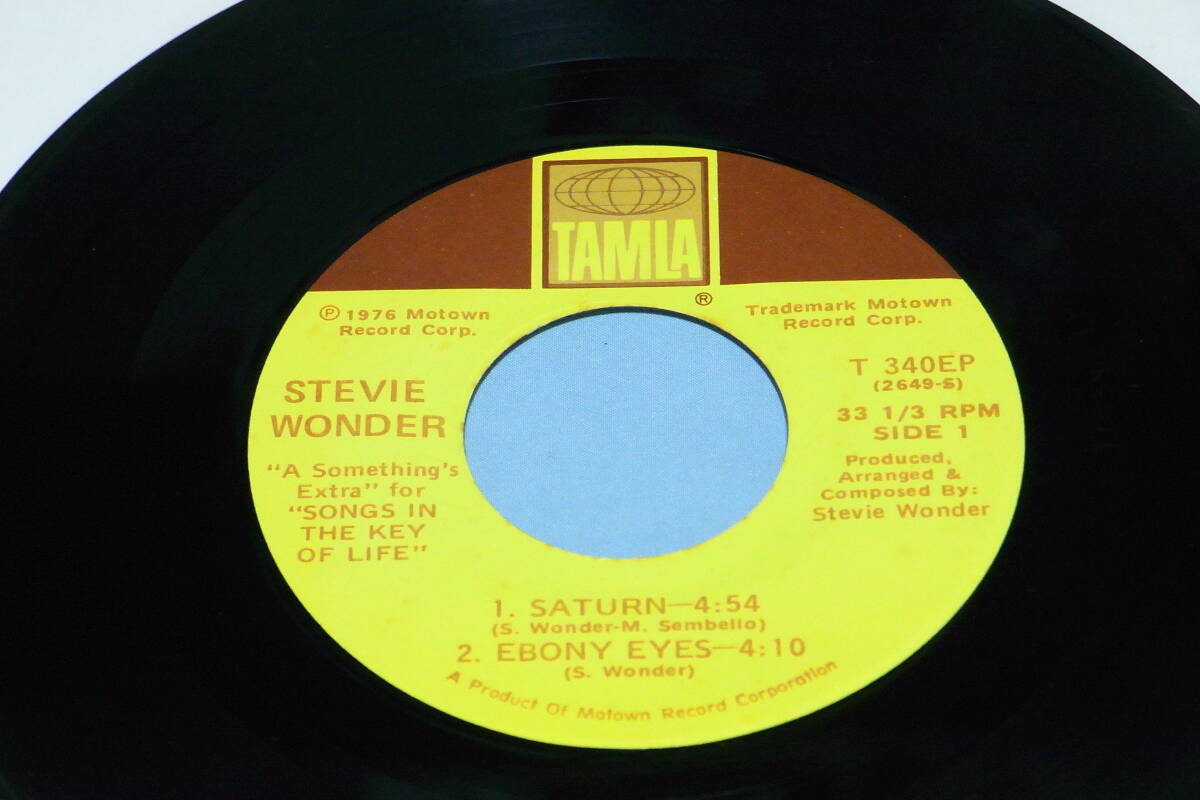 TAMLA
®
℗ 1976 Motown
Record Corp.
Trademark Motown
Record Corp.
STEVIE
WONDER
"A Something's
Extra" for
"SONGS IN
THE KEY
OF LIFE"
T 340EP
(2649-S)
33 1/3 RPM
SIDE 1
Produced,
Arranged &
Composed By:
Stevie Wonder
1. SATURN—4:54
(S. Wonder-M. Sembello)
2. EBONY EYES—4:10
(S. Wonder)
A Product Of Motown Record Corporation